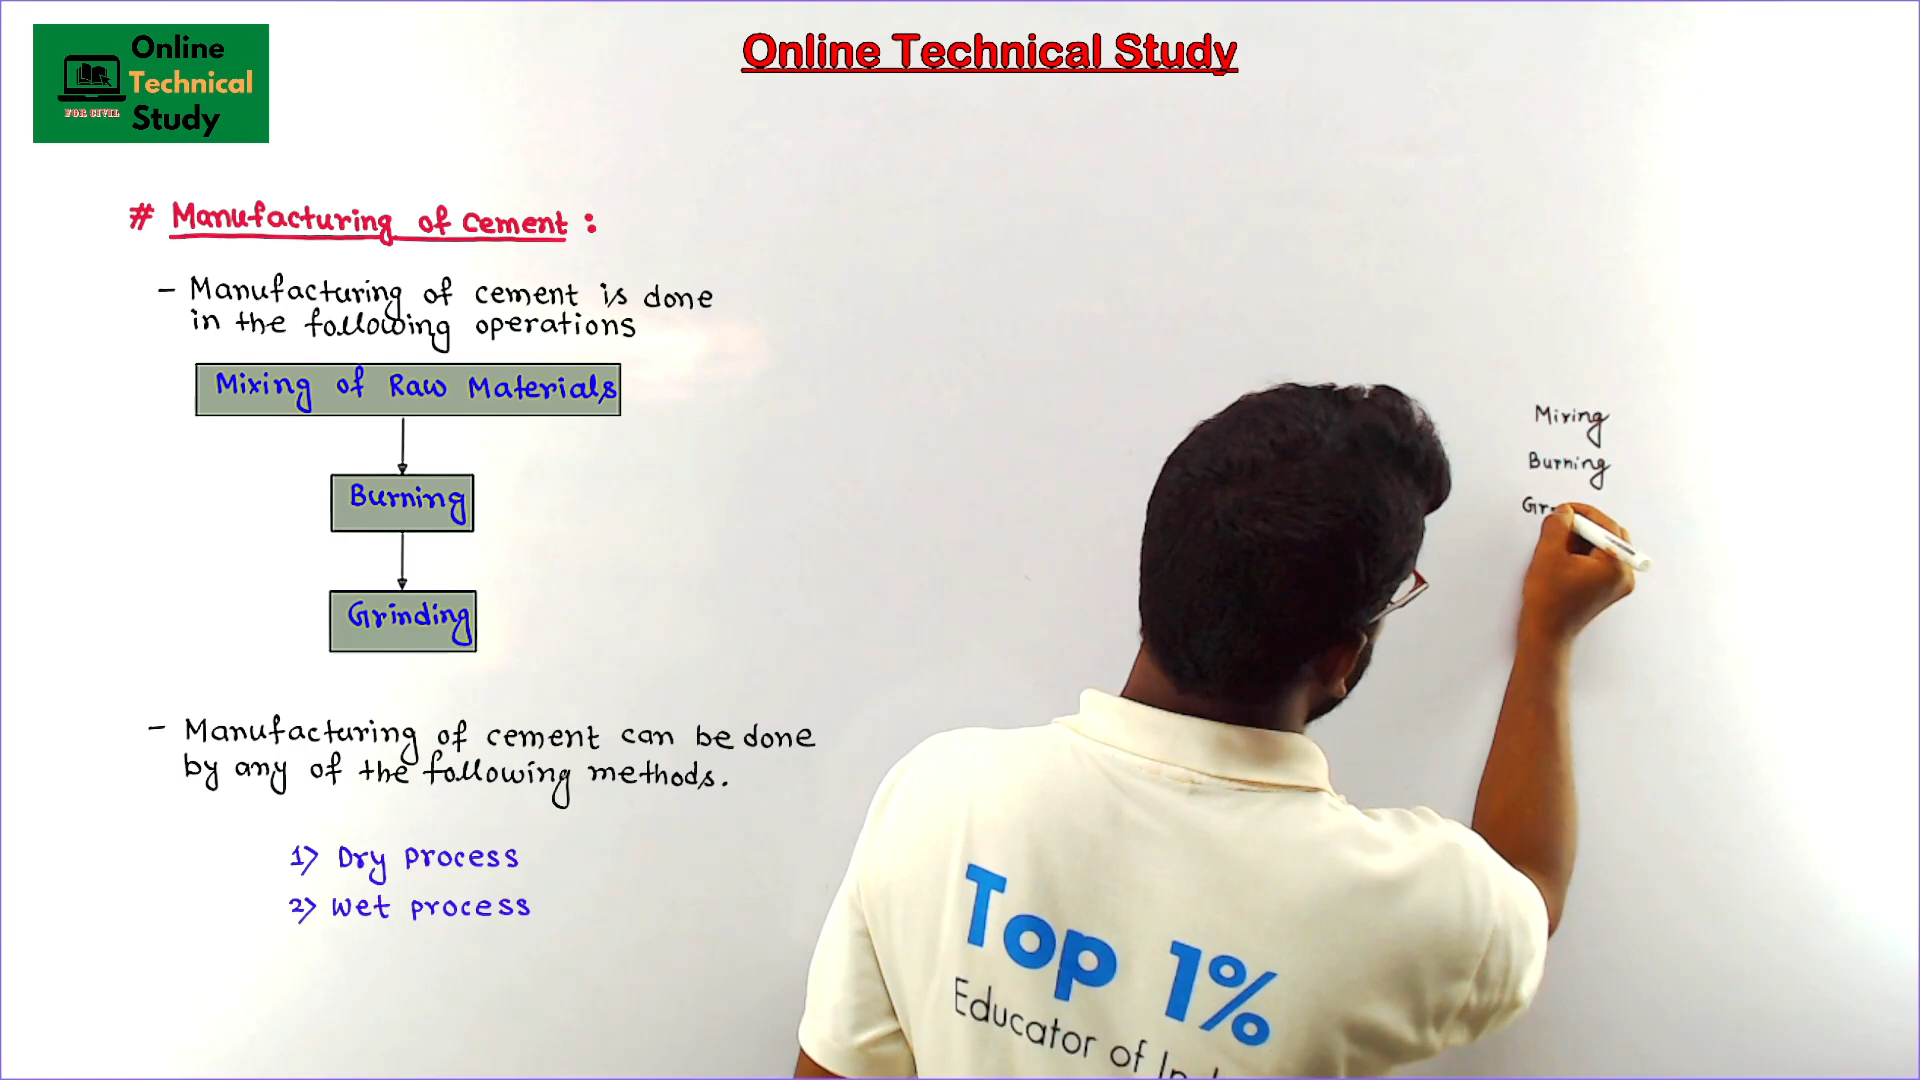 Online Technical Study
Online
Technical
Study
FOR CIVIL
# Manufacturing of cement :
- Manufacturing of cement is done
in the following operations
Mixing of Raw Materials
Burning
Grinding
- Manufacturing of cement can be done
by any of the following methods.
1) Dry process
2) Wet process
Mixing
Burning
Gr
Top 1%
Educator of